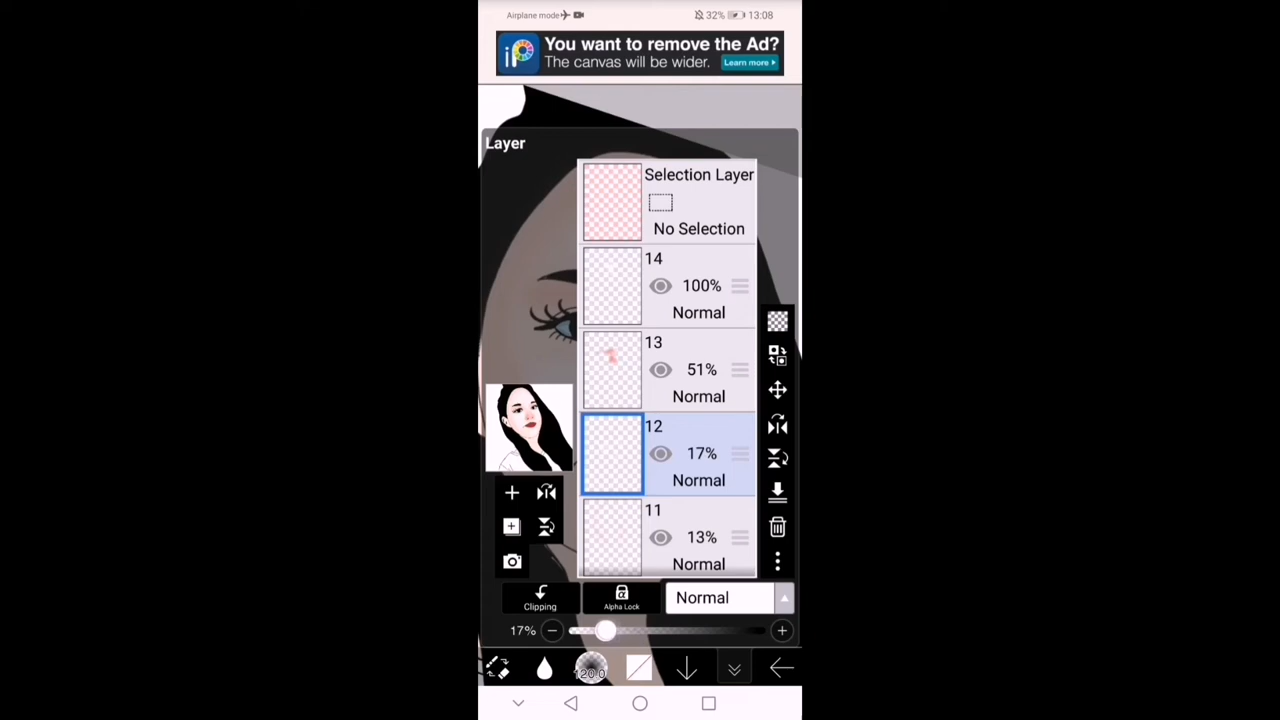 Airplane mode 32% 13:08
iP You want to remove the Ad?
The canvas will be wider. Learn more
Layer
Selection Layer
No Selection
14
100%
Normal
13
51%
Normal
12
17%
Normal
11
13%
Normal
Clipping
α
Alpha Lock
Normal
17%
120.0